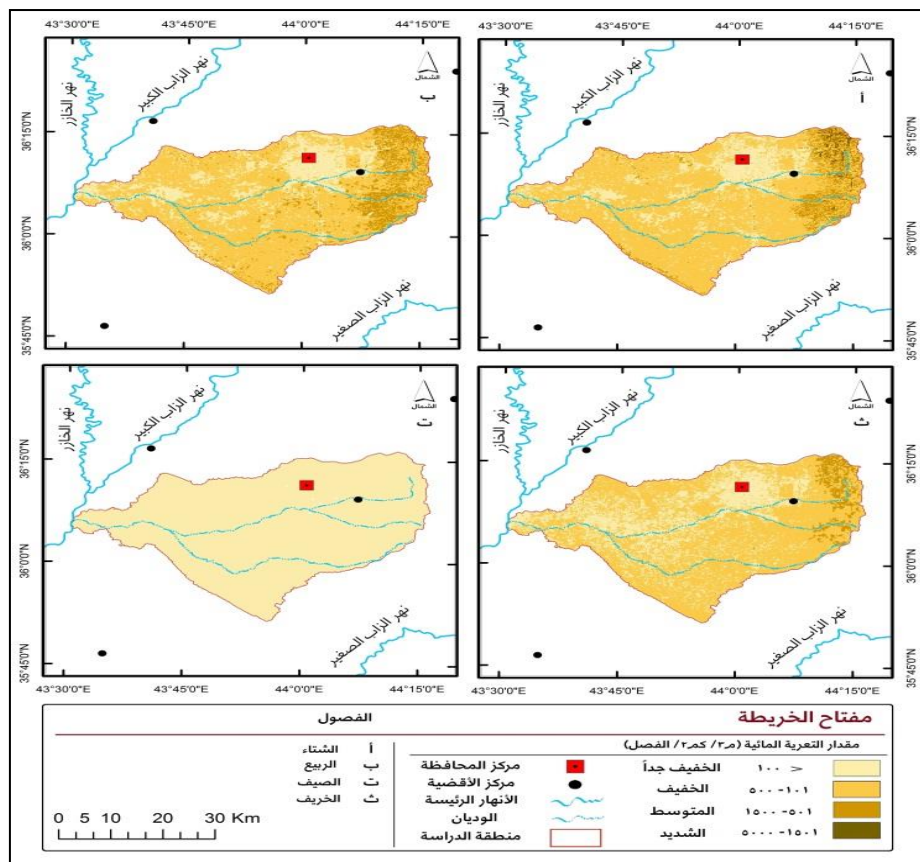 43°30'0"E 43°45'0"E 44°0'0"E 44°15'0"E
43°30'0"E 43°45'0"E 44°0'0"E 44°15'0"E
36°15'0"N
36°0'0"N
35°45'0"N
الشمال
أ
نهر الخازر
نهر الزاب الكبير
نهر الزاب الصغير
36°15'0"N
36°0'0"N
35°45'0"N
الشمال
ب
نهر الخازر
نهر الزاب الكبير
نهر الزاب الصغير
36°15'0"N
36°0'0"N
35°45'0"N
الشمال
ث
نهر الخازر
نهر الزاب الكبير
نهر الزاب الصغير
36°15'0"N
36°0'0"N
35°45'0"N
الشمال
ت
نهر الخازر
نهر الزاب الكبير
نهر الزاب الصغير
43°30'0"E 43°45'0"E 44°0'0"E 44°15'0"E
43°30'0"E 43°45'0"E 44°0'0"E 44°15'0"E
مفتاح الخريطة
مقدار التعرية المائية (م٣/ كم٢/ الفصل)
< ١٠٠ الخفيف جداً
١٠١- ٥٠٠ الخفيف
٥٠١- ١٥٠٠ المتوسط
١٥٠١- ٥٠٠٠ الشديد
مركز المحافظة
مركز الأقضية
الأنهار الرئيسة
الوديان
منطقة الدراسة
الفصول
أ الشتاء
ب الربيع
ت الصيف
ث الخريف
0 5 10 20 30 Km